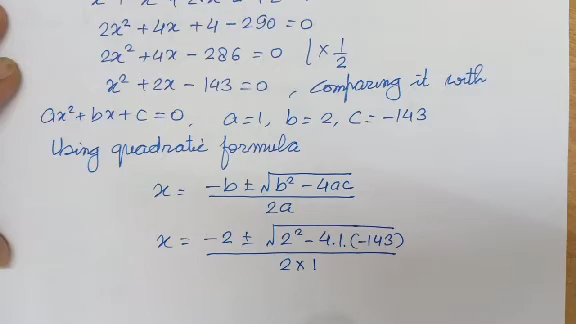 2x² + 4x + 4 - 290 = 0
2x² + 4x - 286 = 0 | × 1/2
x² + 2x - 143 = 0 , comparing it with
ax² + bx + c = 0, a = 1, b = 2, c = -143
Using quadratic formula
x = (-b ± √(b² - 4ac)) / 2a
x = (-2 ± √(2² - 4.1.(-143))) / 2 × 1